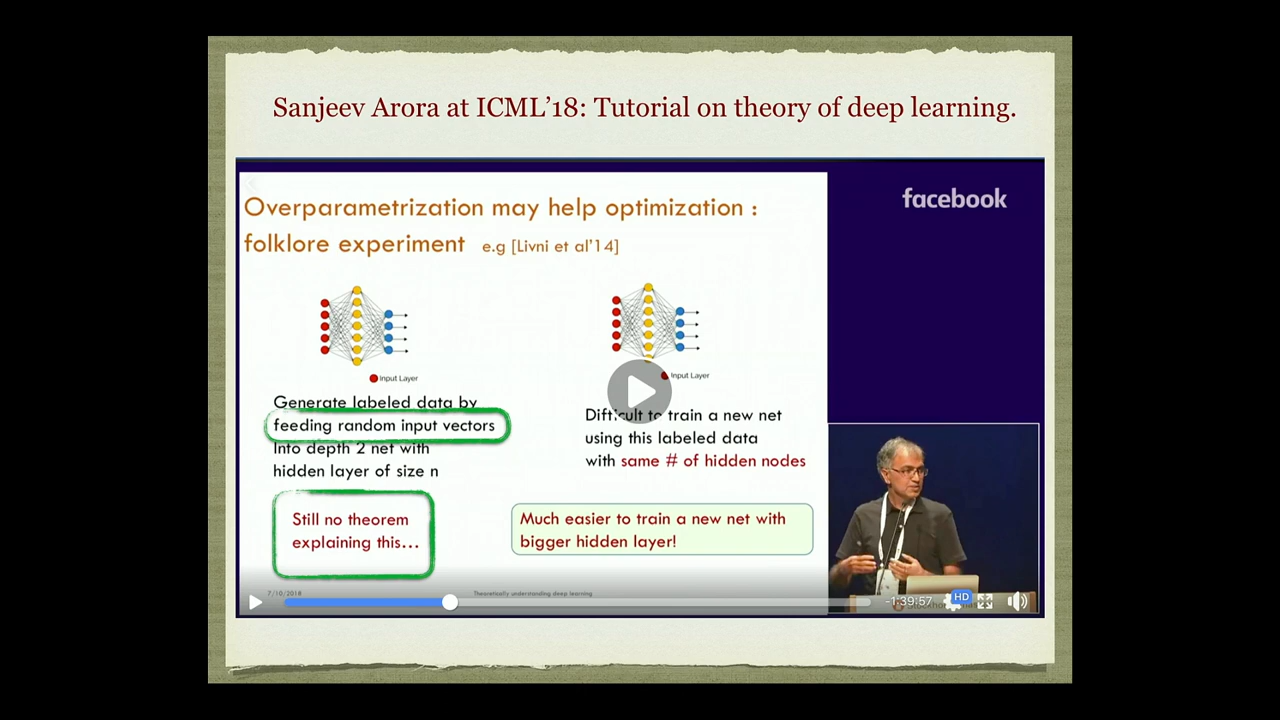 Sanjeev Arora at ICML’18: Tutorial on theory of deep learning.
facebook
Overparametrization may help optimization :
folklore experiment e.g [Livni et al’14]
Input Layer
Generate labeled data by
feeding random input vectors
Into depth 2 net with
hidden layer of size n
Input Layer
Difficult to train a new net
using this labeled data
with same # of hidden nodes
Still no theorem
explaining this…
Much easier to train a new net with
bigger hidden layer!
7/10/2018
Theoretically understanding deep learning
-1:39:57
HD